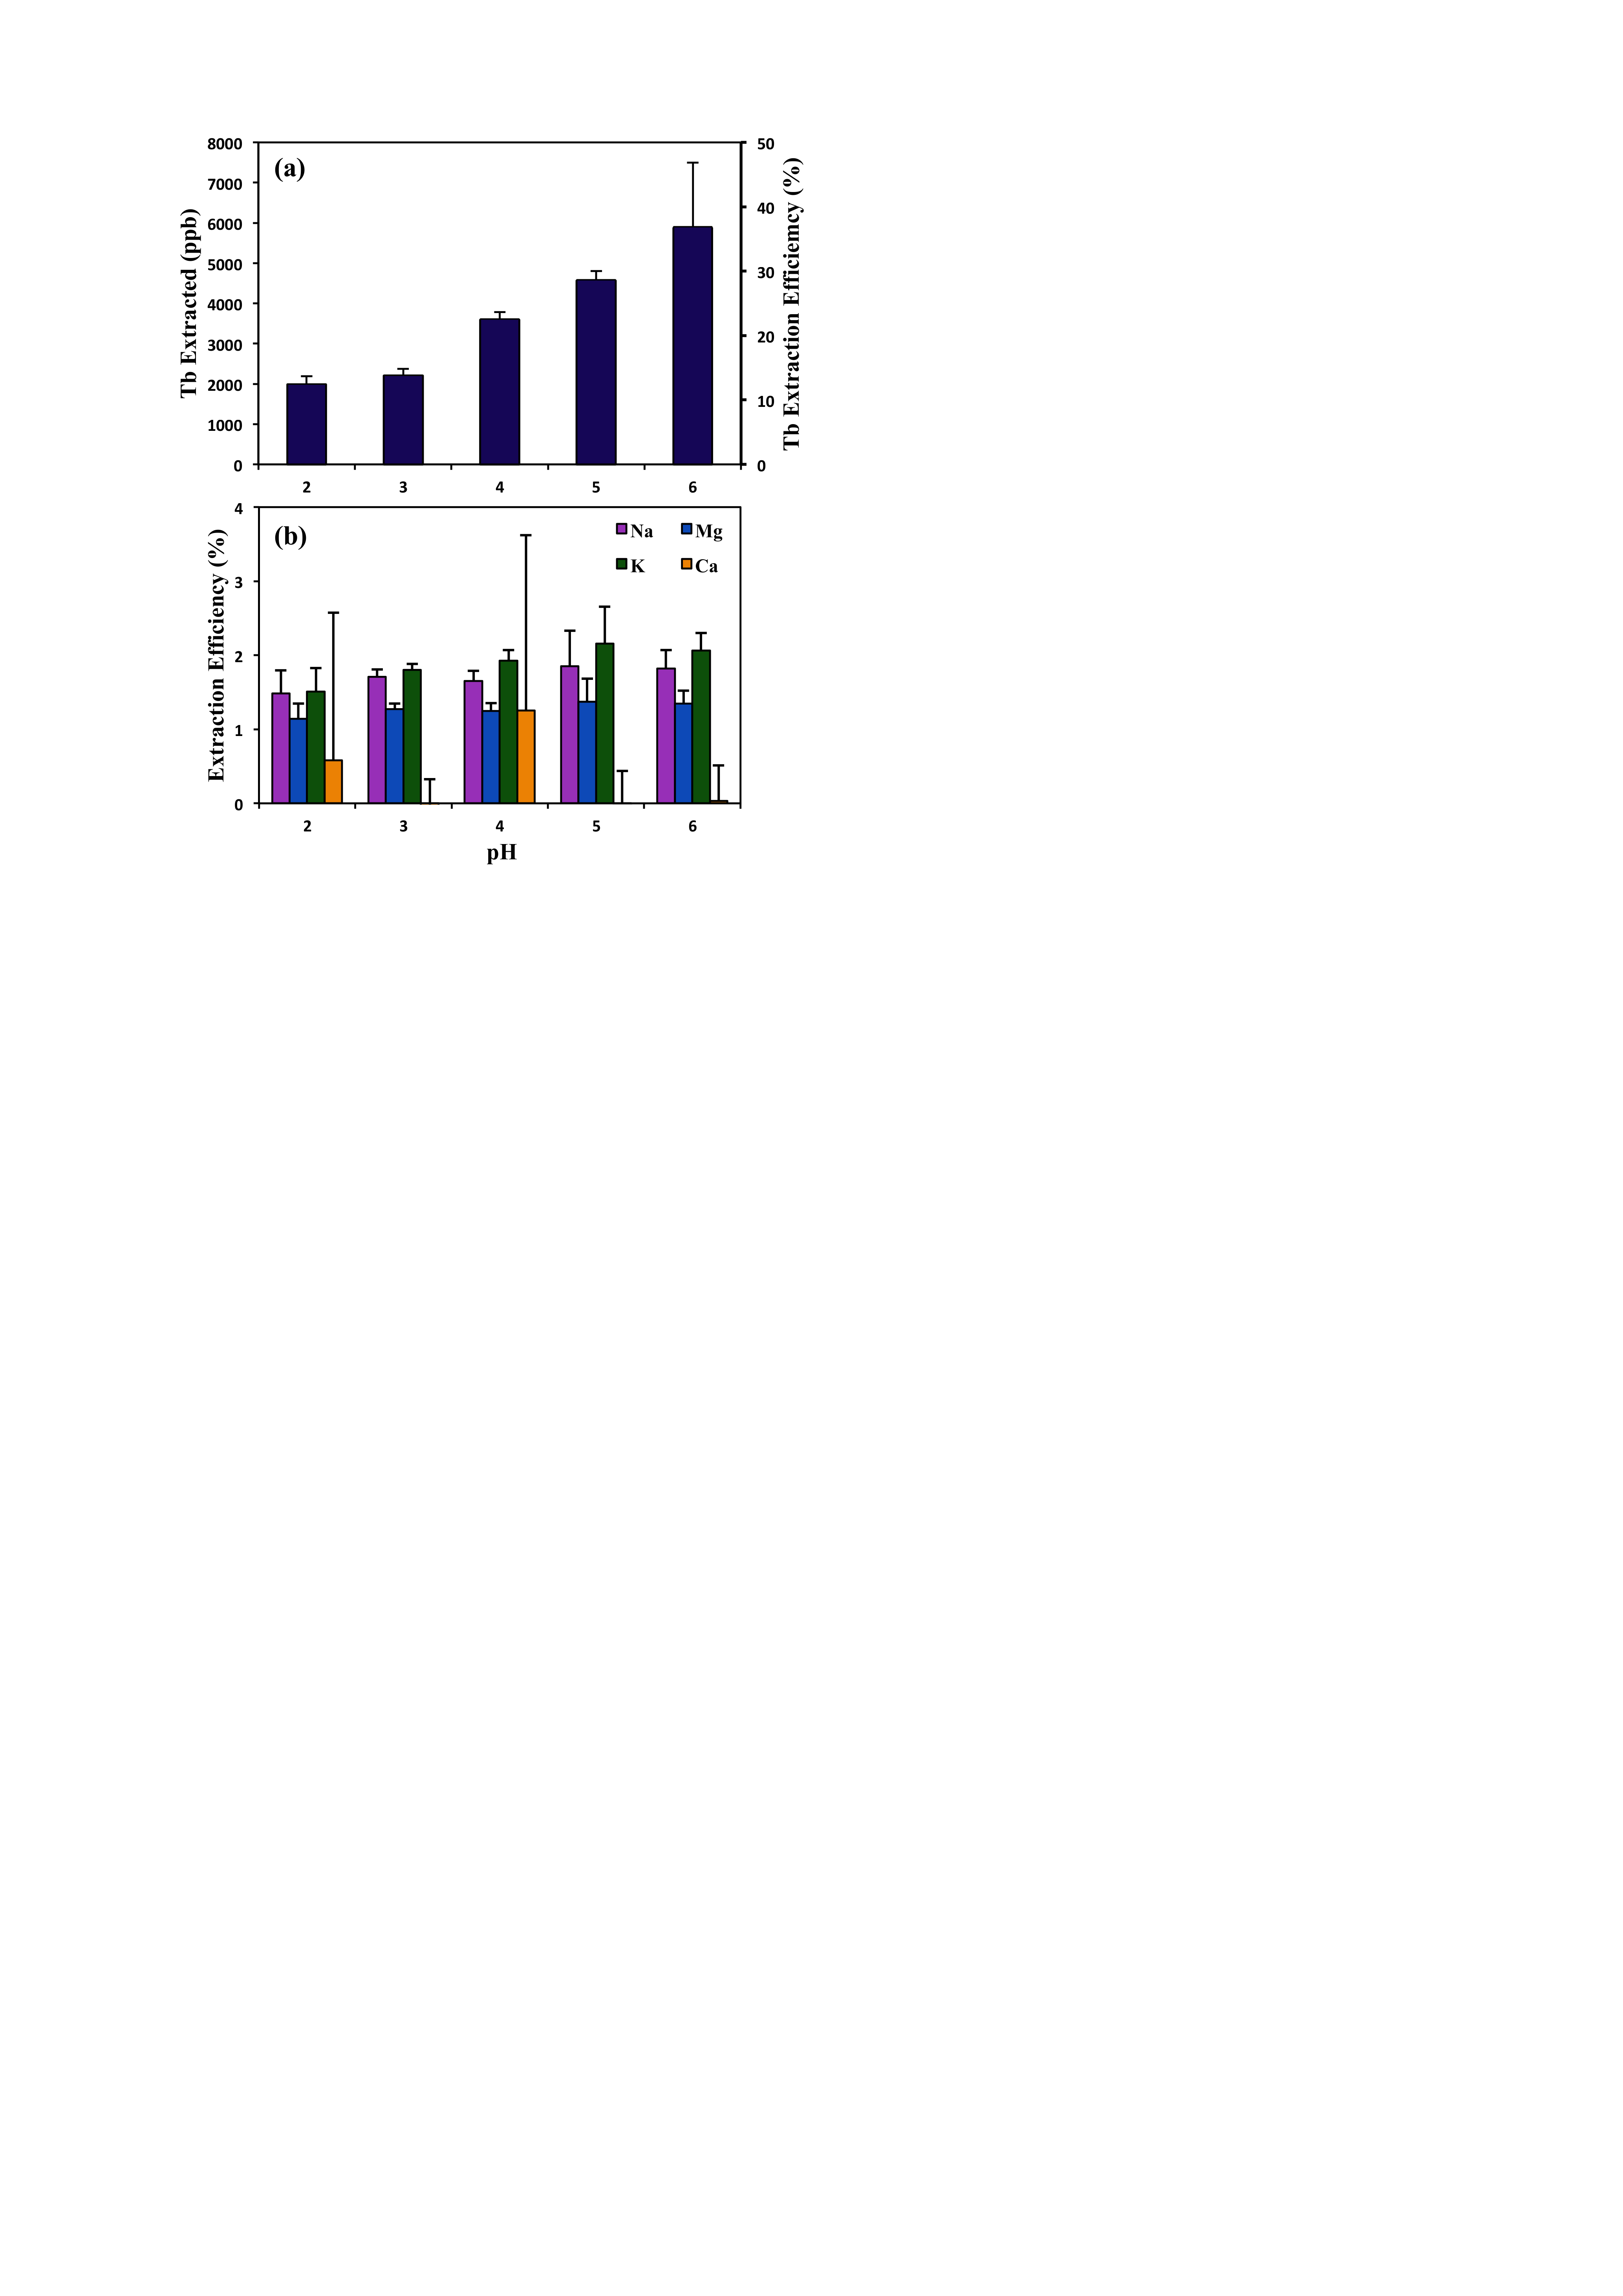 (a)
Tb Extracted (ppb)
8000
7000
6000
5000
4000
3000
2000
1000
0
50
40
30
20
10
0
Tb Extraction Efficiemcy (%)
2 3 4 5 6
(b)
Extraction Efficiency (%)
4
3
2
1
0
Na Mg
K Ca
2 3 4 5 6
pH